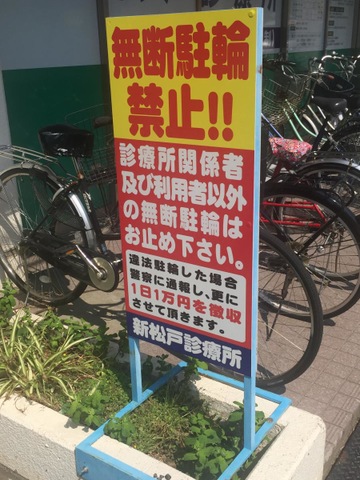 無断駐輪
禁止!!
診療所関係者
及び利用者以外
の無断駐輪は
お止め下さい。
違法駐輪した場合
警察に通報し、更に
1日1万円を徴収
させて頂きます。
新松戸診療所